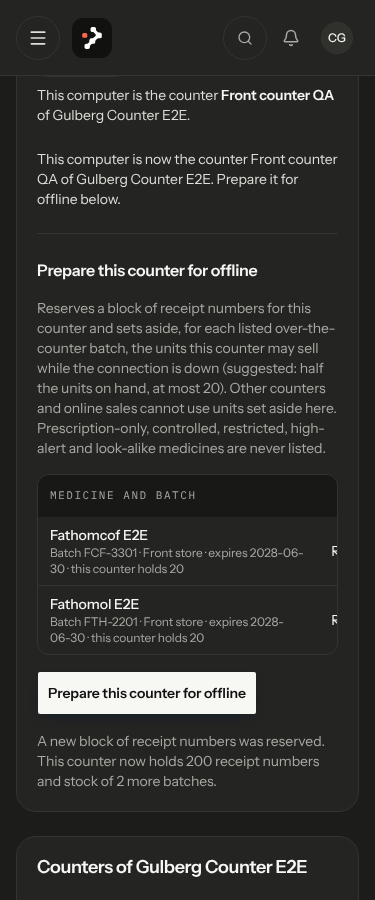 CG
This computer is the counter Front counter QA
of Gulberg Counter E2E.
This computer is now the counter Front counter
QA of Gulberg Counter E2E. Prepare it for
offline below.
Prepare this counter for offline
Reserves a block of receipt numbers for this
counter and sets aside, for each listed over-the-
counter batch, the units this counter may sell
while the connection is down (suggested: half
the units on hand, at most 20). Other counters
and online sales cannot use units set aside here.
Prescription-only, controlled, restricted, high-
alert and look-alike medicines are never listed.
MEDICINE AND BATCH
Fathomcof E2E
Batch FCF-3301 · Front store · expires 2028-06-
30 · this counter holds 20
Fathomol E2E
Batch FTH-2201 · Front store · expires 2028-
06-30 · this counter holds 20
Prepare this counter for offline
A new block of receipt numbers was reserved.
This counter now holds 200 receipt numbers
and stock of 2 more batches.
Counters of Gulberg Counter E2E